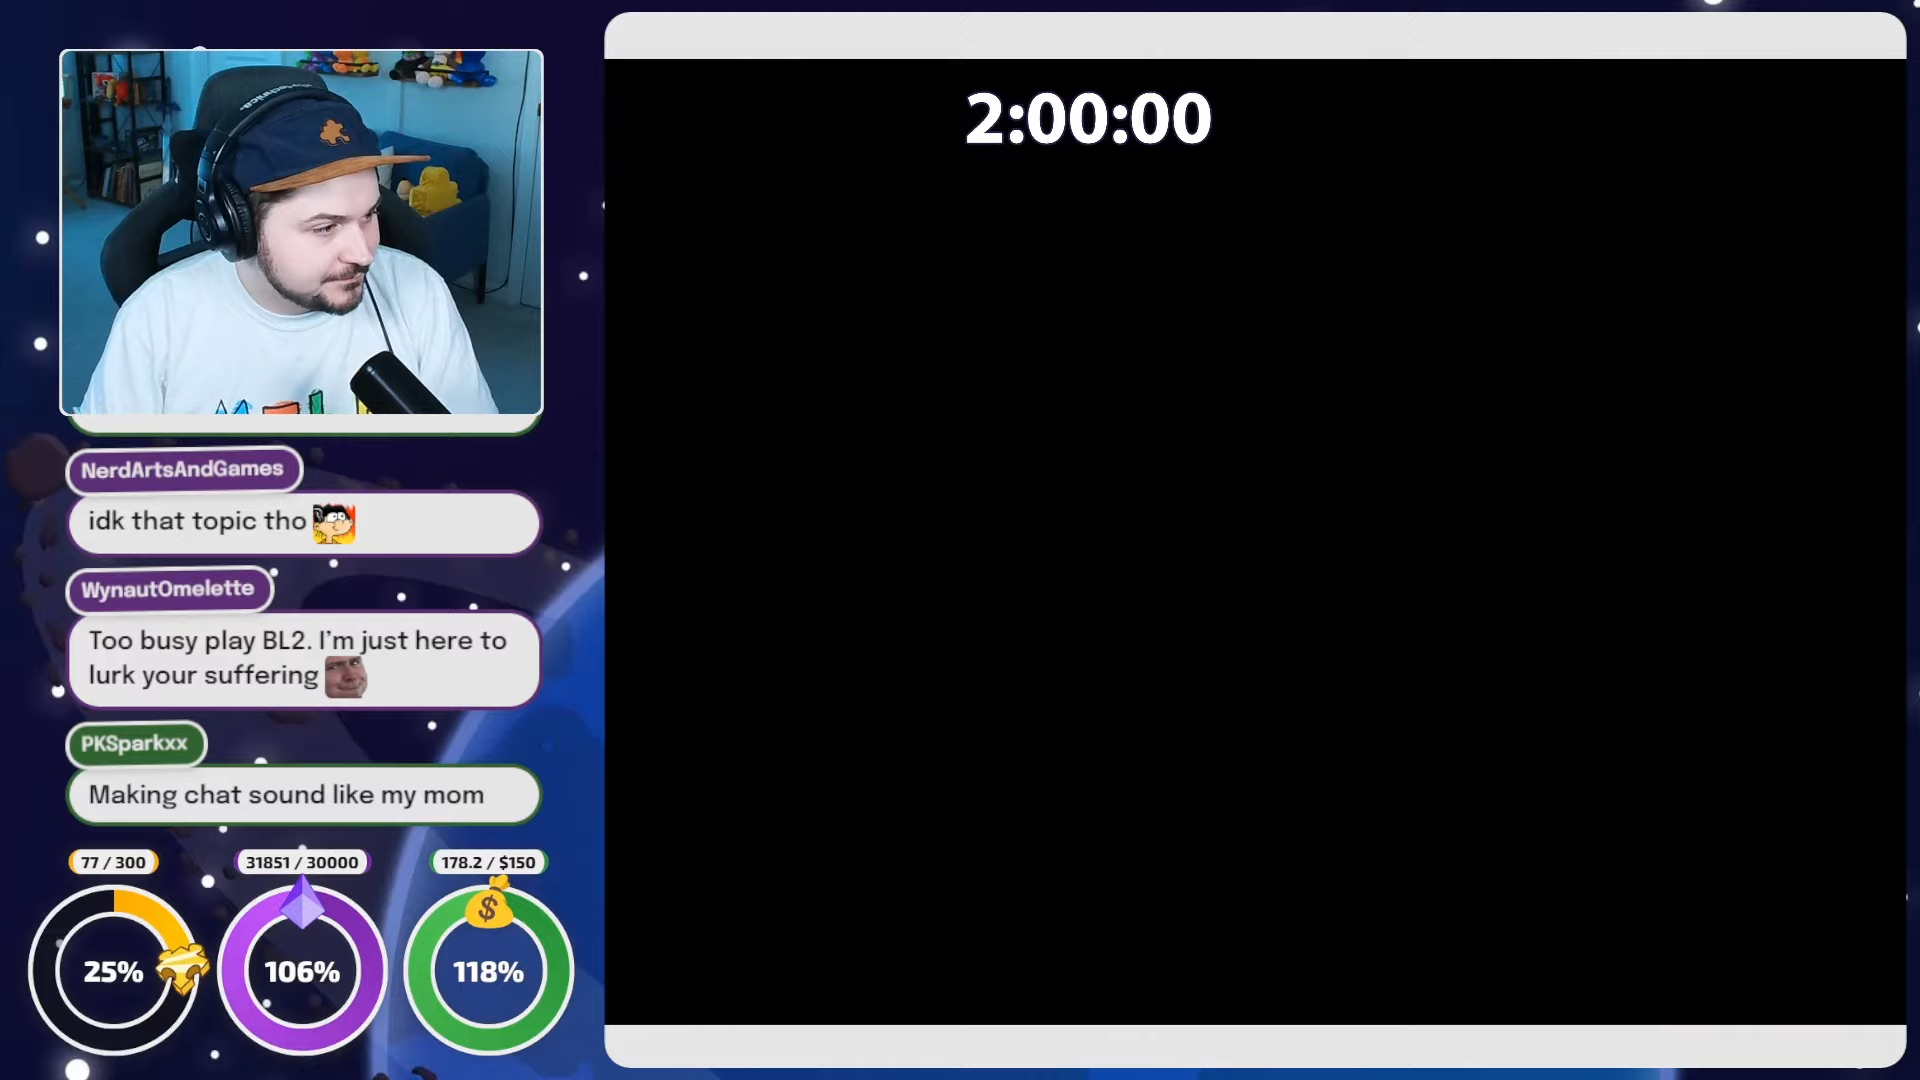 2:00:00
NerdArtsAndGames
idk that topic tho
WynautOmelette
Too busy play BL2. I'm just here to
lurk your suffering
PKSparkxx
Making chat sound like my mom
77 / 300
31851 / 30000
178.2 / $150
25%
106%
$
118%